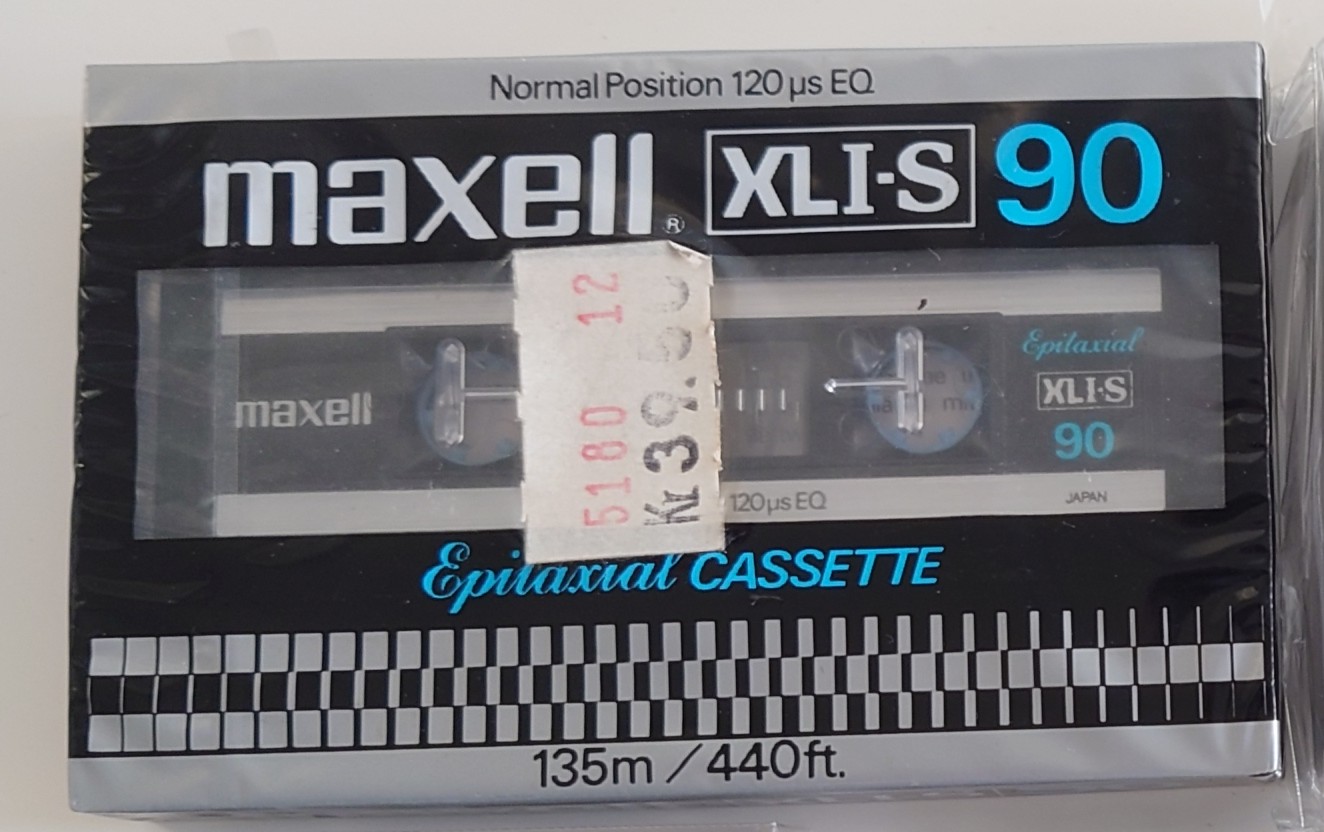 Normal Position 120 µs EQ
maxell® XLI-S 90
5180 12
Kr 39.50
Epitaxial
maxell
XLI-S
90
120 µs EQ
JAPAN
Epitaxial CASSETTE
135m / 440ft.